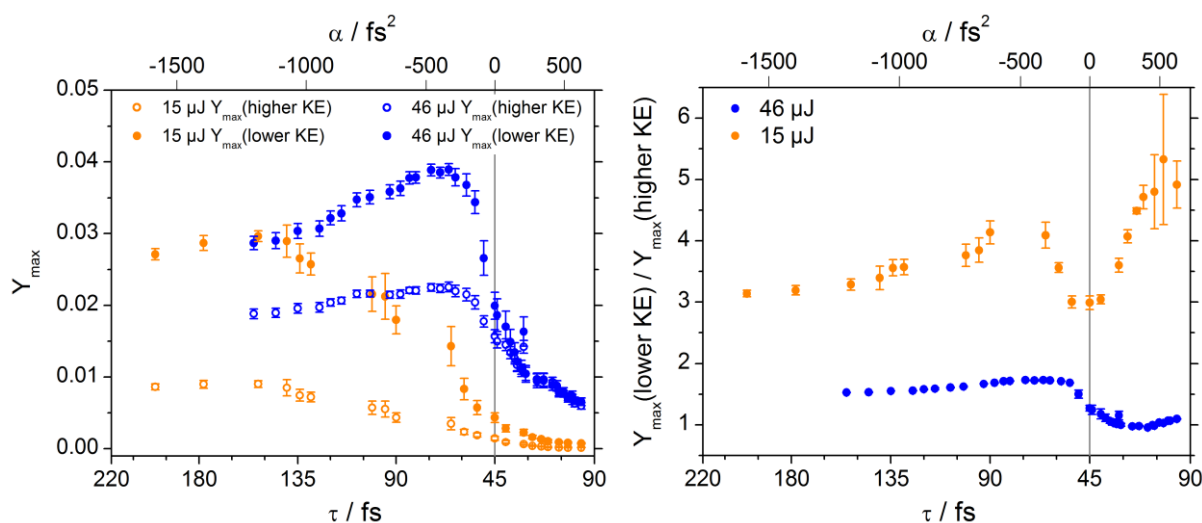 α / fs²
-1500 -1000 -500 0 500
0.05
0.04
0.03
0.02
0.01
0.00
Y_max
15 µJ Y_max(higher KE)
15 µJ Y_max(lower KE)
46 µJ Y_max(higher KE)
46 µJ Y_max(lower KE)
220 180 135 90 45 90
τ / fs
α / fs²
-1500 -1000 -500 0 500
6
5
4
3
2
1
Y_max(lower KE) / Y_max(higher KE)
46 µJ
15 µJ
220 180 135 90 45 90
τ / fs